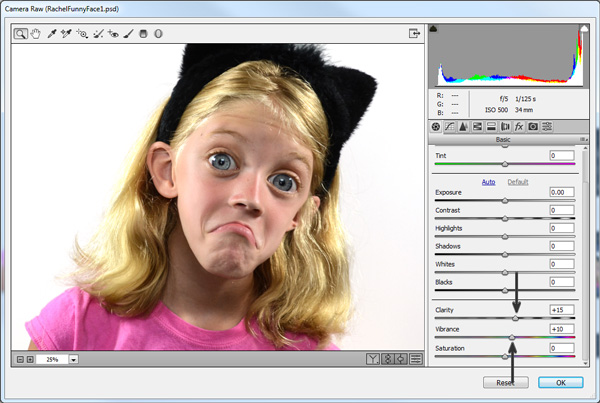 Camera Raw (RachelFunnyFace1.psd)
R: ---
G: ---
B: ---
f/5 1/125 s
ISO 500 34 mm
fx
Basic
Tint 0
Auto Default
Exposure 0.00
Contrast 0
Highlights 0
Shadows 0
Whites 0
Blacks 0
Clarity +15
Vibrance +10
Saturation 0
25%
Reset OK